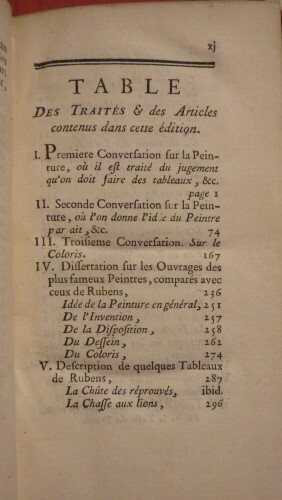 xj
TABLE
DES TRAITÉS & des Articles
contenus dans cette édition.
I. Premiere Conversation sur la Pein-
ture, où il est traité du jugement
qu'on doit faire des tableaux, &c.
page 1
II. Seconde Conversation sur la Pein-
ture, où l'on donne l'idée du Peintre
parfait, &c. 74
III. Troisieme Conversation. Sur le
Coloris. 167
IV. Dissertation sur les Ouvrages des
plus fameux Peintres, comparés avec
ceux de Rubens, 236
Idée de la Peinture en général, 251
De l'Invention, 257
De la Disposition, 258
Du Dessein, 262
Du Coloris, 274
V. Description de quelques Tableaux
de Rubens, 287
La Chûte des réprouvés, ibid.
La Chasse aux lions, 296